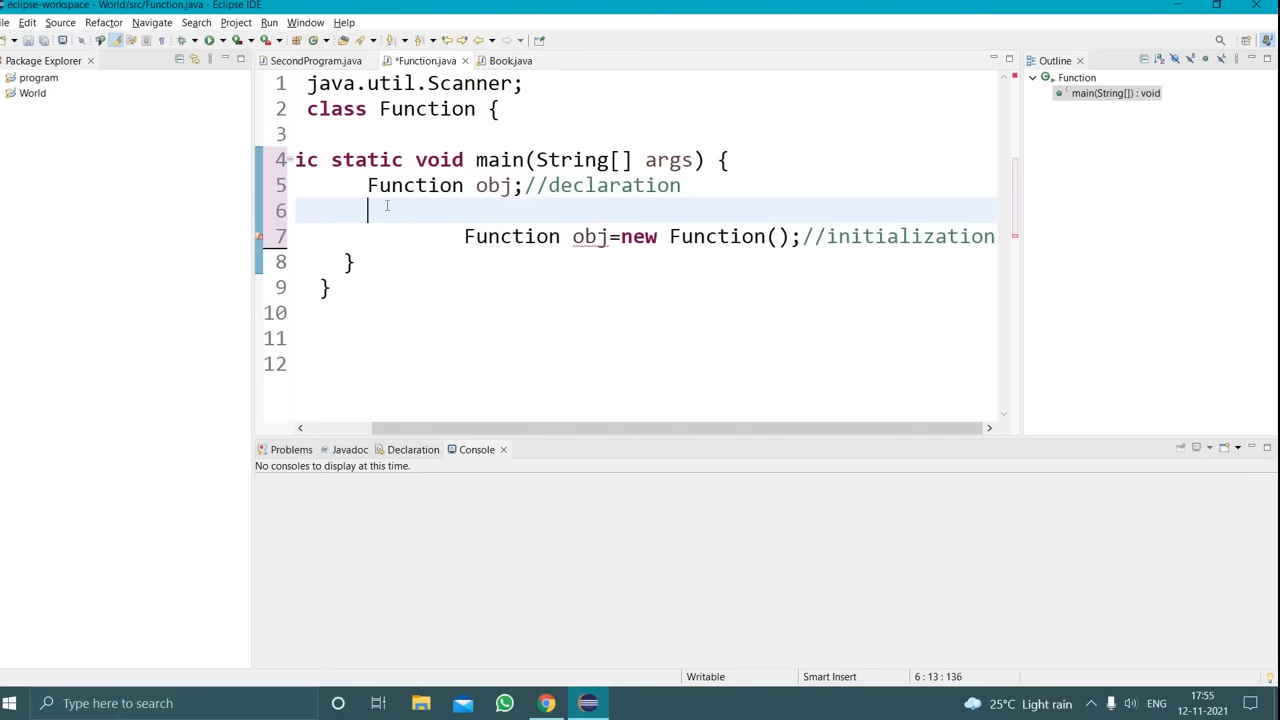 eclipse-workspace - World/src/Function.java - Eclipse IDE
ile Edit Source Refactor Navigate Search Project Run Window Help
Package Explorer
SecondProgram.java *Function.java Book.java
Outline
program
World
Function
main(String[]) : void
1 java.util.Scanner;
2 class Function {
3
4 ic static void main(String[] args) {
5 Function obj;//declaration
6
7 Function obj=new Function();//initialization
8 }
9 }
10
11
12
Problems Javadoc Declaration Console
No consoles to display at this time.
Writable Smart Insert 6 : 13 : 136
Type here to search
25°C Light rain ENG 17:55
12-11-2021